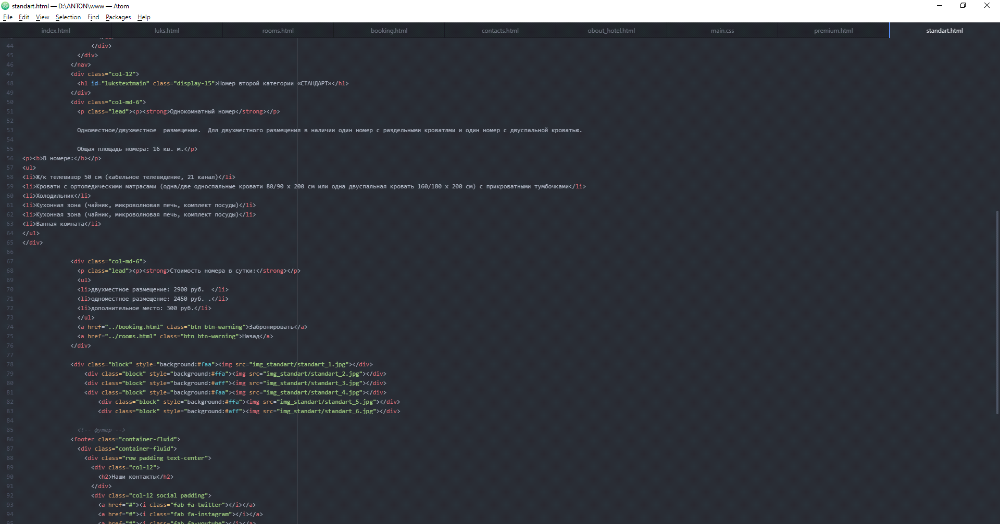 standart.html — D:\ANTON\www — Atom
File Edit View Selection Find Packages Help
index.html luks.html rooms.html booking.html contacts.html obout_hotel.html main.css premium.html standart.html
44 </div>
45 </div>
46 </nav>
47 <div class="col-12">
48 <h1 id="lukstextmain" class="display-15">Номер второй категории «СТАНДАРТ»</h1>
49 </div>
50 <div class="col-md-6">
51 <p class="lead"><p><strong>Однокомнатный номер</strong></p>
52
53 Одноместное/двухместное  размещение.  Для двухместного размещения в наличии один номер с раздельными кроватями и один номер с двуспальной кроватью.
54
55 Общая площадь номера: 16 кв. м.</p>
56 <p><b>В номере:</b></p>
57 <ul>
58 <li>Ж/к телевизор 50 см (кабельное телевидение, 21 канал)</li>
59 <li>Кровати с ортопедическими матрасами (одна/две односпальные кровати 80/90 х 200 см или одна двуспальная кровать 160/180 х 200 см) с прикроватными тумбочками</li>
60 <li>Холодильник</li>
61 <li>Кухонная зона (чайник, микроволновая печь, комплект посуды)</li>
62 <li>Кухонная зона (чайник, микроволновая печь, комплект посуды)</li>
63 <li>Ванная комната</li>
64 </ul>
65 </div>
66
67 <div class="col-md-6">
68 <p class="lead"><p><strong>Стоимость номера в сутки:</strong></p>
69 <ul>
70 <li>двухместное размещение: 2900 руб.  </li>
71 <li>одноместное размещение: 2450 руб. .</li>
72 <li>дополнительное место: 300 руб.</li>
73 </ul>
74 <a href="../booking.html" class="btn btn-warning">Забронировать</a>
75 <a href="../rooms.html" class="btn btn-warning">Назад</a>
76 </div>
77
78 <div class="block" style="background:#faa"><img src="img_standart/standart_1.jpg"></div>
79 <div class="block" style="background:#ffa"><img src="img_standart/standart_2.jpg"></div>
80 <div class="block" style="background:#aff"><img src="img_standart/standart_3.jpg"></div>
81 <div class="block" style="background:#faa"><img src="img_standart/standart_4.jpg"></div>
82 <div class="block" style="background:#ffa"><img src="img_standart/standart_5.jpg"></div>
83 <div class="block" style="background:#aff"><img src="img_standart/standart_6.jpg"></div>
84
85 <!-- футер -->
86 <footer class="container-fluid">
87 <div class="container-fluid">
88 <div class="row padding text-center">
89 <div class="col-12">
90 <h2>Наши контакты</h2>
91 </div>
92 <div class="col-12 social padding">
93 <a href="#"><i class="fab fa-twitter"></i></a>
94 <a href="#"><i class="fab fa-instagram"></i></a>
95 <a href="#"><i class="fab fa-youtube"></i></a>